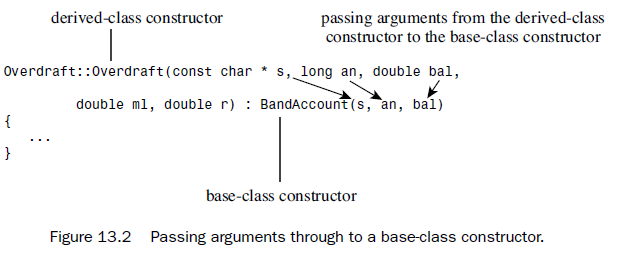 derived-class constructor
passing arguments from the derived-class
constructor to the base-class constructor
Overdraft::Overdraft(const char * s, long an, double bal,
double ml, double r) : BandAccount(s, an, bal)
{
...
}
base-class constructor
Figure 13.2 Passing arguments through to a base-class constructor.